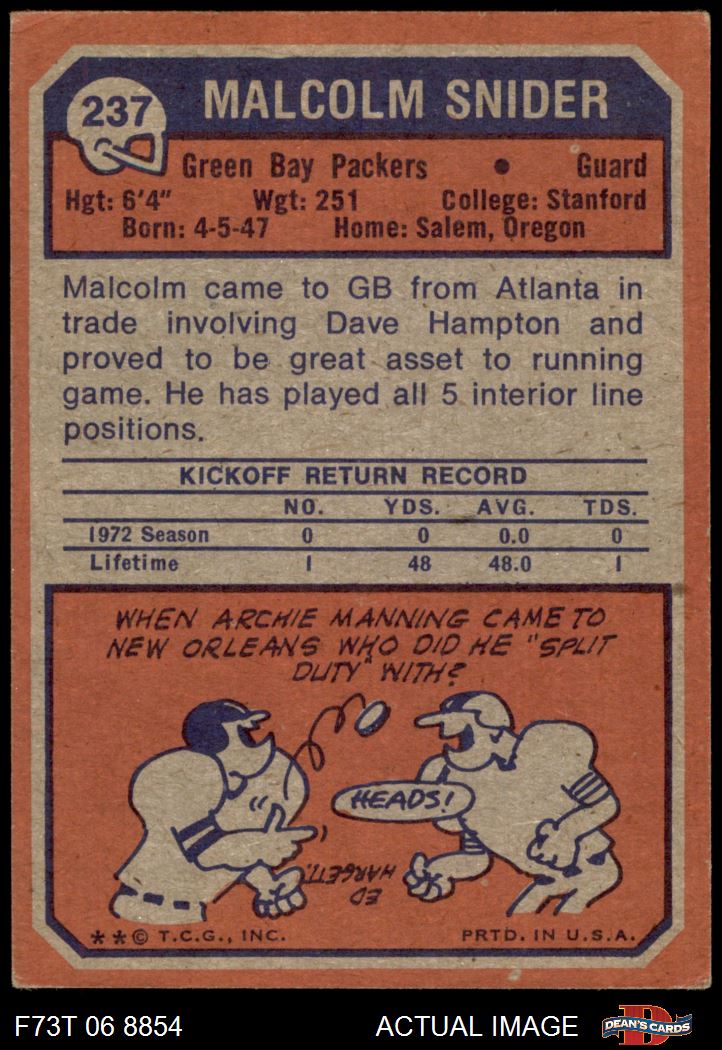 237
MALCOLM SNIDER
Green Bay Packers • Guard
Hgt: 6'4" Wgt: 251 College: Stanford
Born: 4-5-47 Home: Salem, Oregon
Malcolm came to GB from Atlanta in
trade involving Dave Hampton and
proved to be great asset to running
game. He has played all 5 interior line
positions.
KICKOFF RETURN RECORD
NO. YDS. AVG. TDS.
1972 Season 0 0 0.0 0
Lifetime 1 48 48.0 1
WHEN ARCHIE MANNING CAME TO
NEW ORLEANS WHO DID HE "SPLIT
DUTY" WITH?
HEADS!
ED
HARGETT.
**© T.C.G., INC. PRTD. IN U.S.A.
F73T 06 8854 ACTUAL IMAGE
D
DEAN'S CARDS